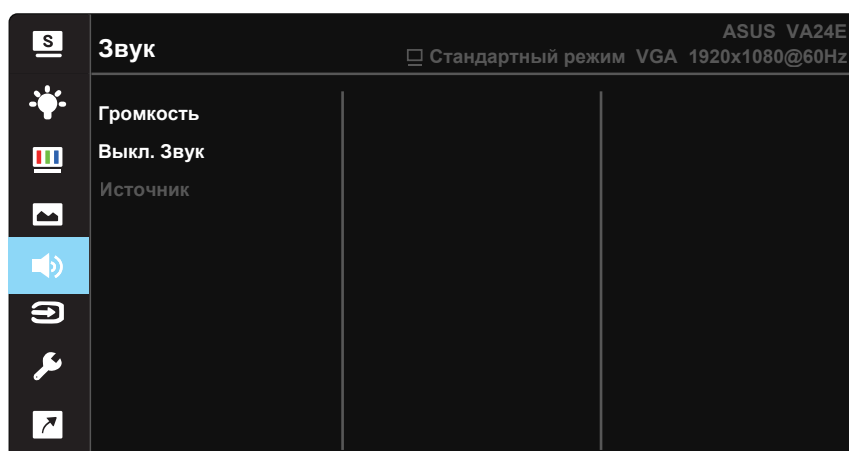 S
Звук
ASUS VA24E
Стандартный режим VGA 1920x1080@60Hz
Громкость
Выкл. Звук
Источник